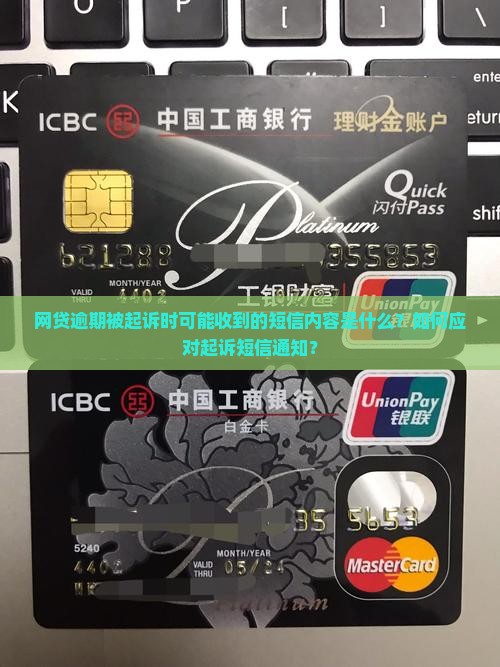 ICBC 中国工商银行 理财金账户
Quick
闪付Pass
Platinum
621288 355853
MONTH/YEAR
VALID
THRU
4402
工银财富
UnionPay
网贷逾期被起诉时可能收到的短信内容是什么？如何应
对起诉短信通知？
ICBC 中国工商银行
白金卡
UnionPay
银联
35 5653
5240
MONTH/YEAR
4402
VALID
THRU
05/24
MasterCard
Platinum